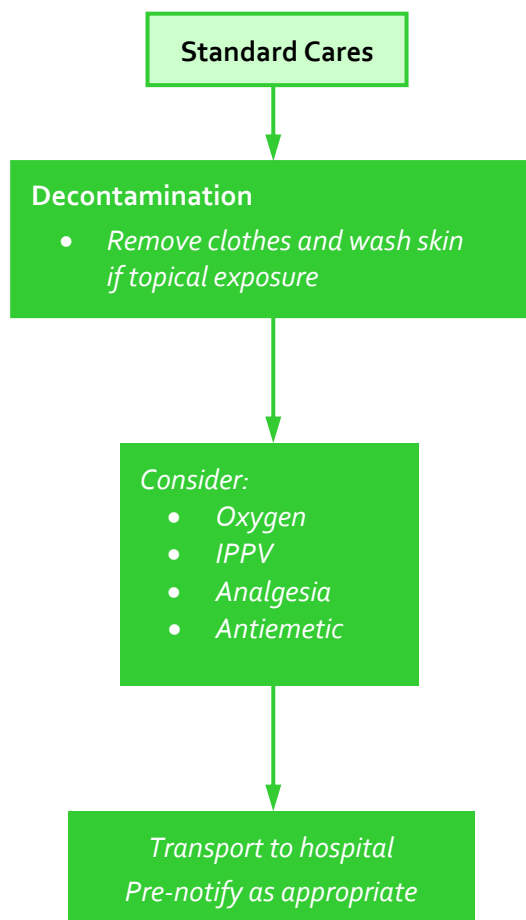 Standard Cares
Decontamination
• Remove clothes and wash skin
if topical exposure
Consider:
• Oxygen
• IPPV
• Analgesia
• Antiemetic
Transport to hospital
Pre-notify as appropriate